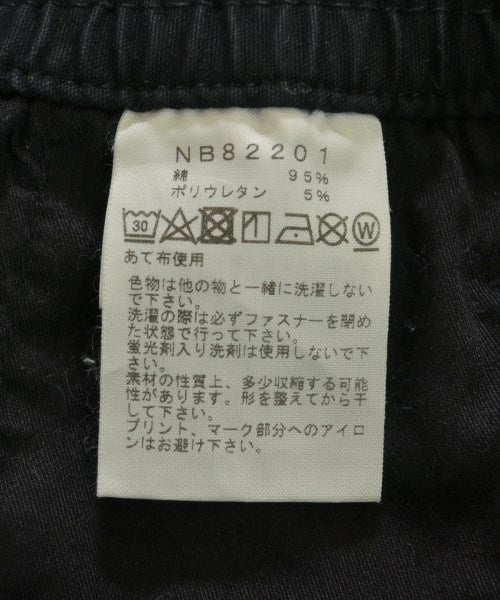 NB82201
綿 95%
ポリウレタン 5%
30 W
あて布使用
色物は他の物と一緒に洗濯しない
で下さい。
洗濯の際は必ずファスナーを閉め
た状態で行って下さい。
蛍光剤入り洗剤は使用しないで下
さい。
素材の性質上、多少収縮する可能
性があります。形を整えてから干
して下さい。
プリント、マーク部分へのアイロ
ンはお避け下さい。